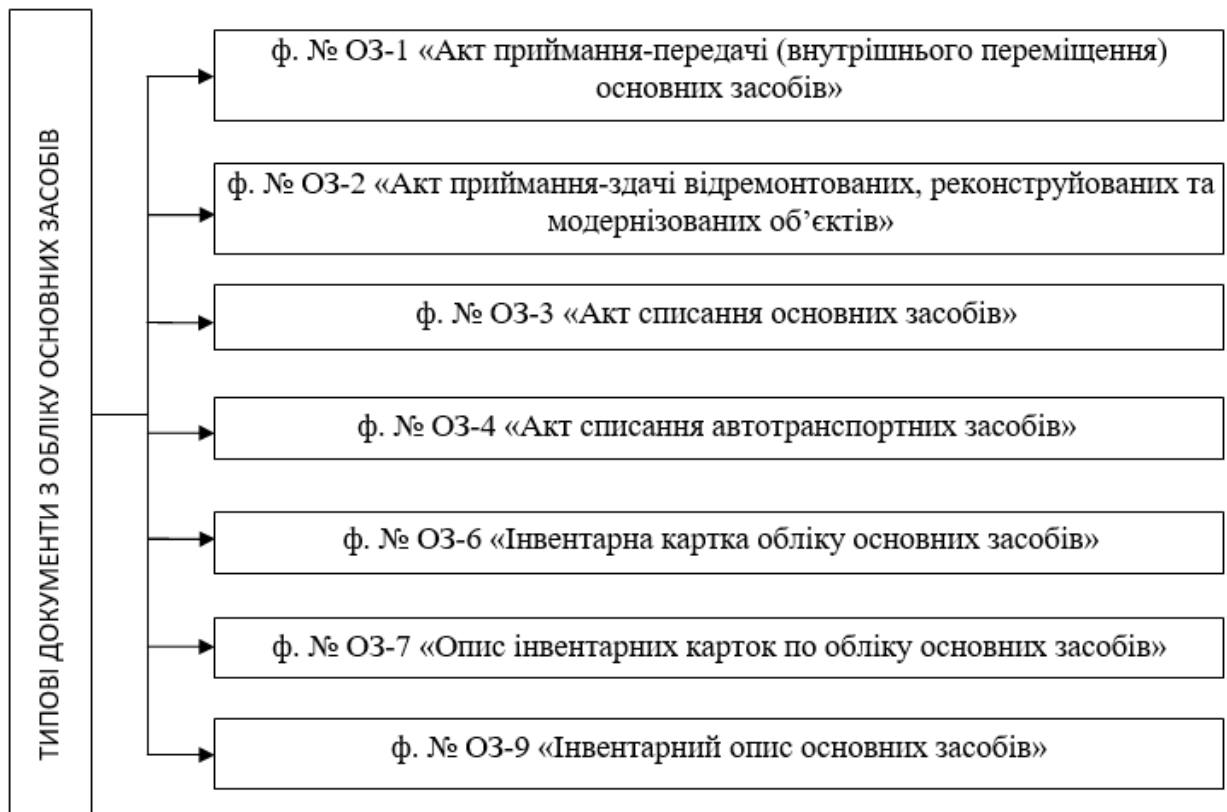 ТИПОВІ ДОКУМЕНТИ З ОБЛІКУ ОСНОВНИХ ЗАСОБІВ
ф. № ОЗ-1 «Акт приймання-передачі (внутрішнього переміщення)
основних засобів»
ф. № ОЗ-2 «Акт приймання-здачі відремонтованих, реконструйованих та
модернізованих об’єктів»
ф. № ОЗ-3 «Акт списання основних засобів»
ф. № ОЗ-4 «Акт списання автотранспортних засобів»
ф. № ОЗ-6 «Інвентарна картка обліку основних засобів»
ф. № ОЗ-7 «Опис інвентарних карток по обліку основних засобів»
ф. № ОЗ-9 «Інвентарний опис основних засобів»